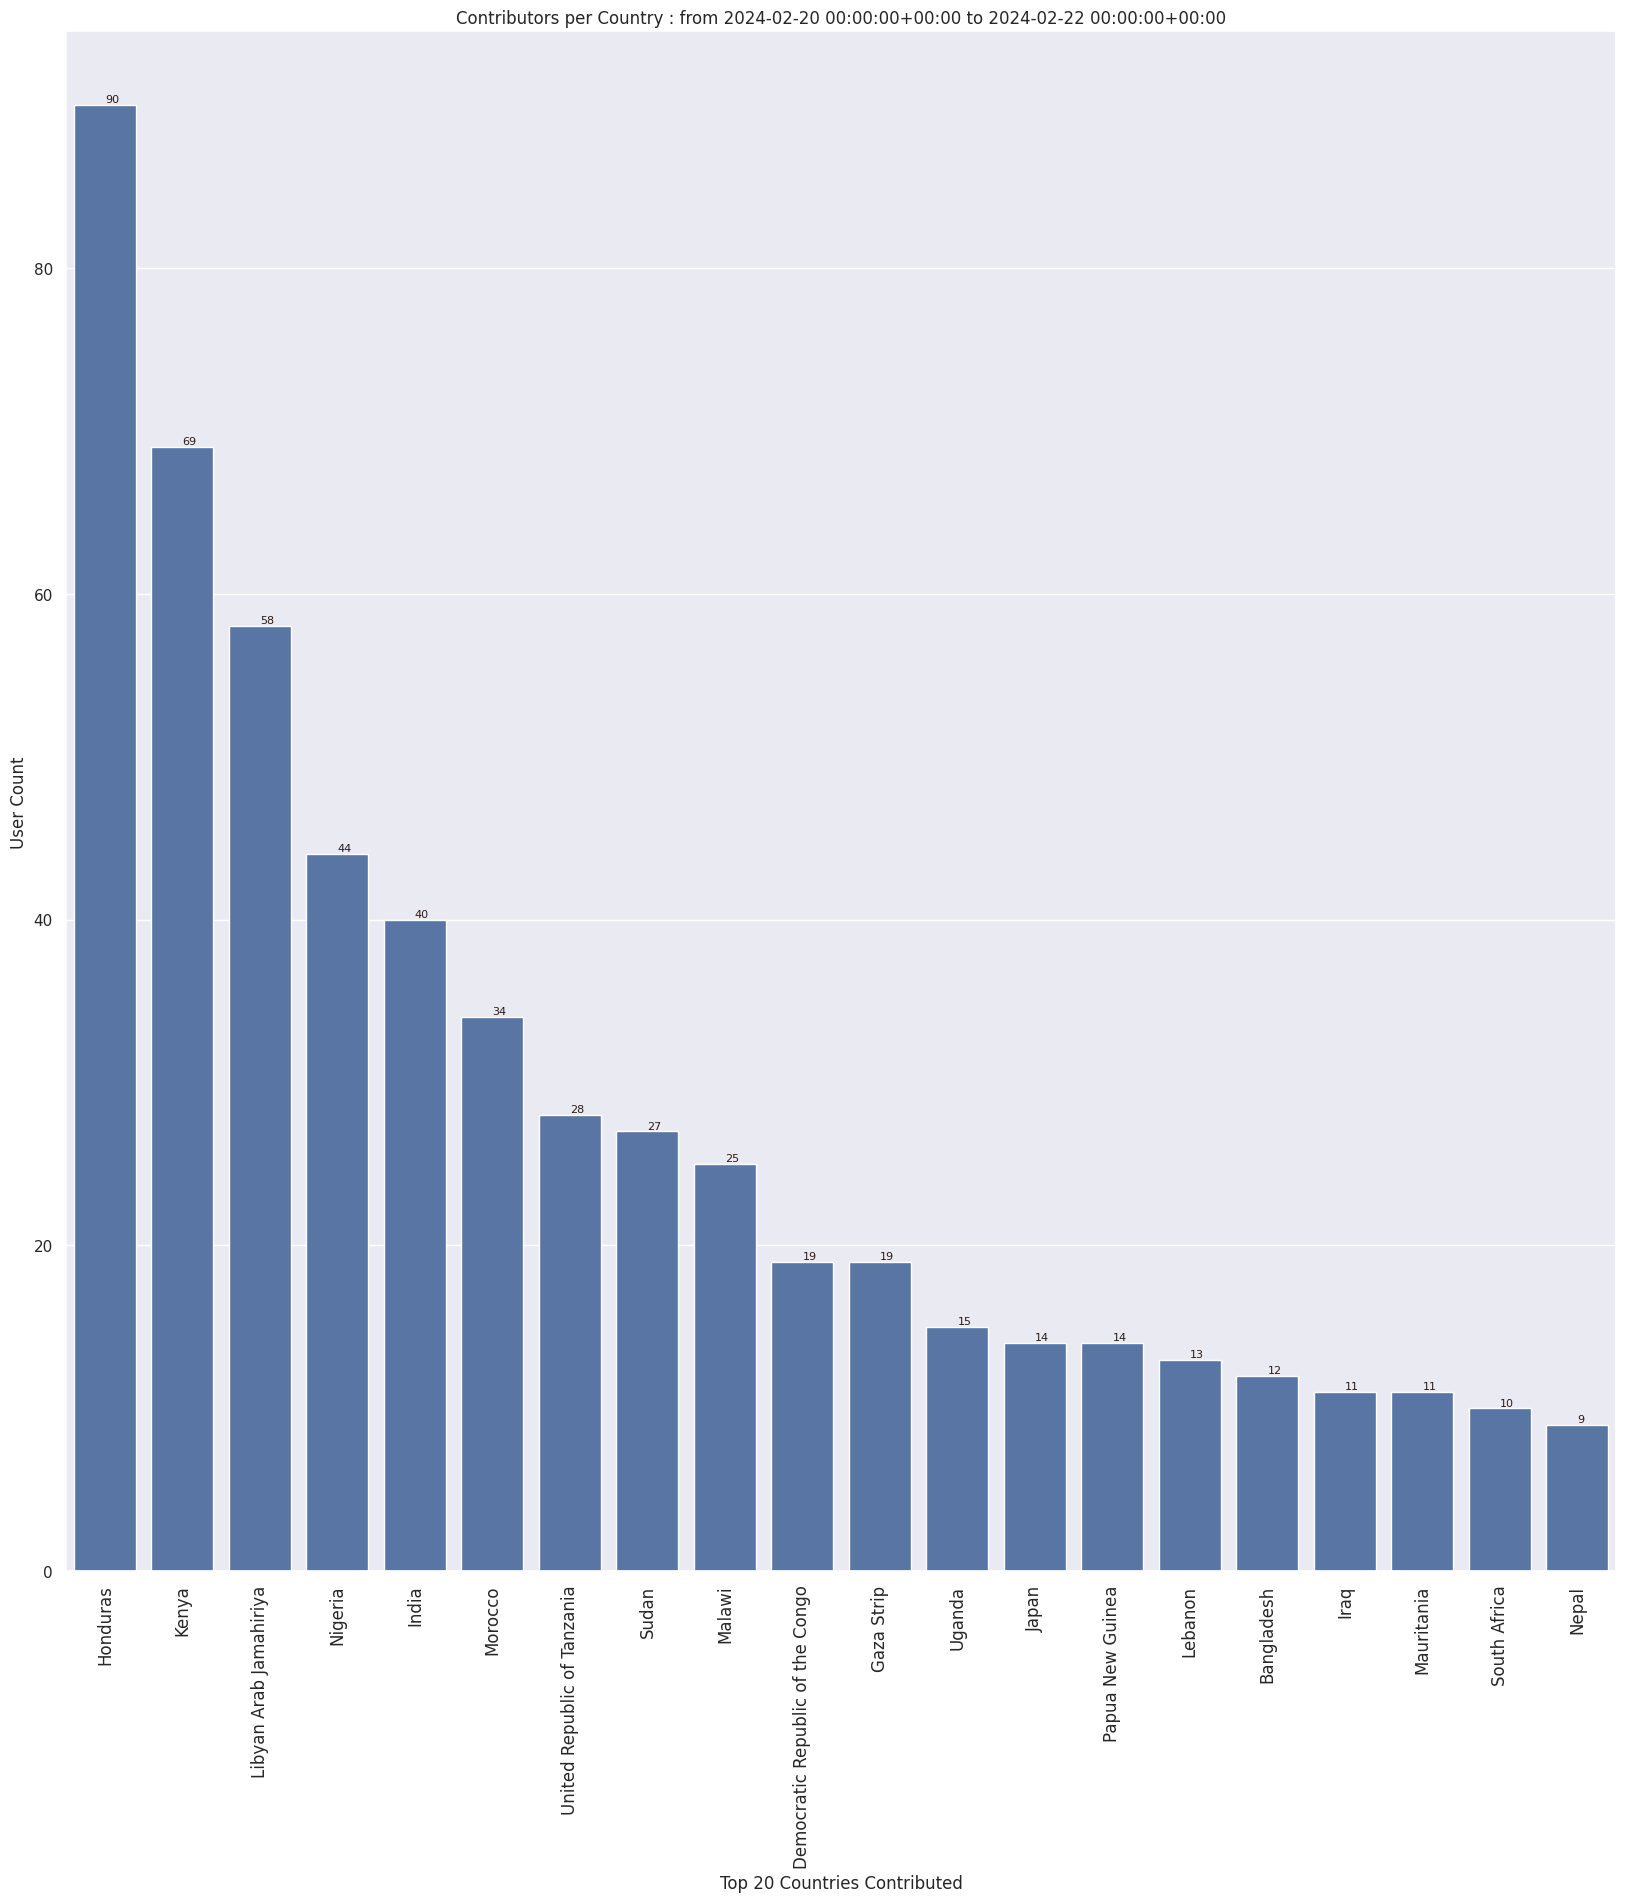 Contributors per Country : from 2024-02-20 00:00:00+00:00 to 2024-02-22 00:00:00+00:00
User Count
80
60
40
20
0
90
69
58
44
40
34
28
27
25
19
19
15
14
14
13
12
11
11
10
9
Honduras
Kenya
Libyan Arab Jamahiriya
Nigeria
India
Morocco
United Republic of Tanzania
Sudan
Malawi
Democratic Republic of the Congo
Gaza Strip
Uganda
Japan
Papua New Guinea
Lebanon
Bangladesh
Iraq
Mauritania
South Africa
Nepal
Top 20 Countries Contributed